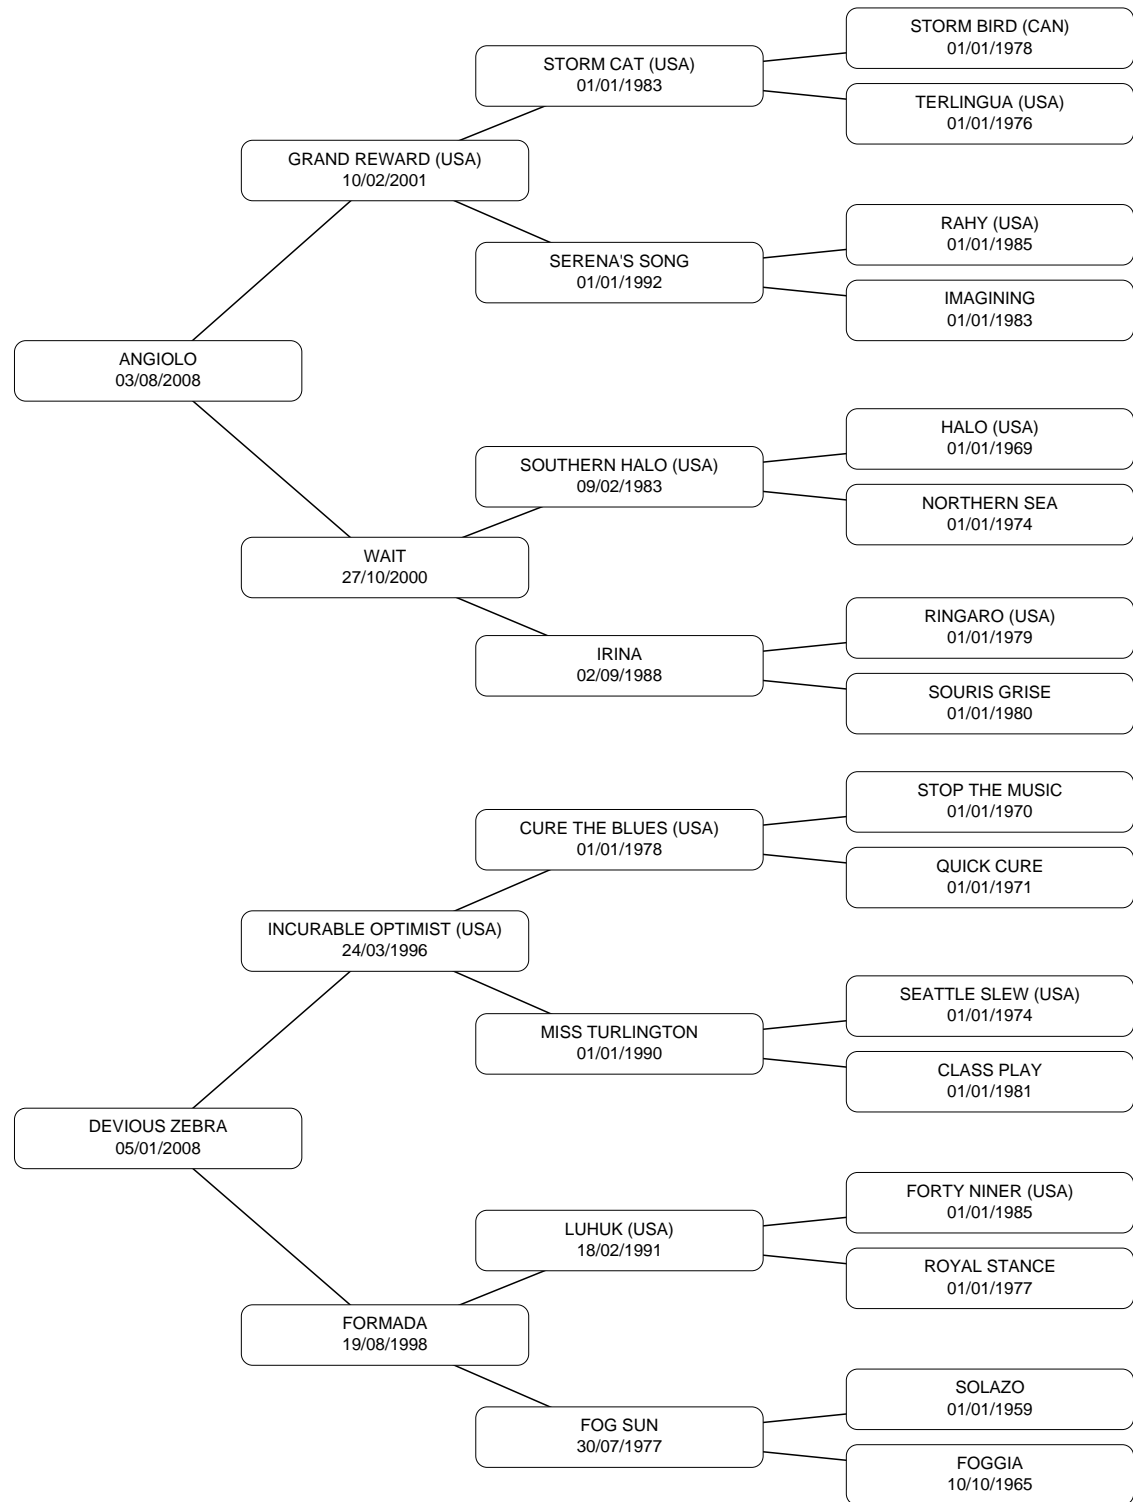 STORM BIRD (CAN)
01/01/1978
STORM CAT (USA)
01/01/1983
TERLINGUA (USA)
01/01/1976
GRAND REWARD (USA)
10/02/2001
RAHY (USA)
01/01/1985
SERENA'S SONG
01/01/1992
IMAGINING
01/01/1983
ANGIOLO
03/08/2008
HALO (USA)
01/01/1969
SOUTHERN HALO (USA)
09/02/1983
NORTHERN SEA
01/01/1974
WAIT
27/10/2000
RINGARO (USA)
01/01/1979
IRINA
02/09/1988
SOURIS GRISE
01/01/1980
STOP THE MUSIC
01/01/1970
CURE THE BLUES (USA)
01/01/1978
QUICK CURE
01/01/1971
INCURABLE OPTIMIST (USA)
24/03/1996
SEATTLE SLEW (USA)
01/01/1974
MISS TURLINGTON
01/01/1990
CLASS PLAY
01/01/1981
DEVIOUS ZEBRA
05/01/2008
FORTY NINER (USA)
01/01/1985
LUHUK (USA)
18/02/1991
ROYAL STANCE
01/01/1977
FORMADA
19/08/1998
SOLAZO
01/01/1959
FOG SUN
30/07/1977
FOGGIA
10/10/1965